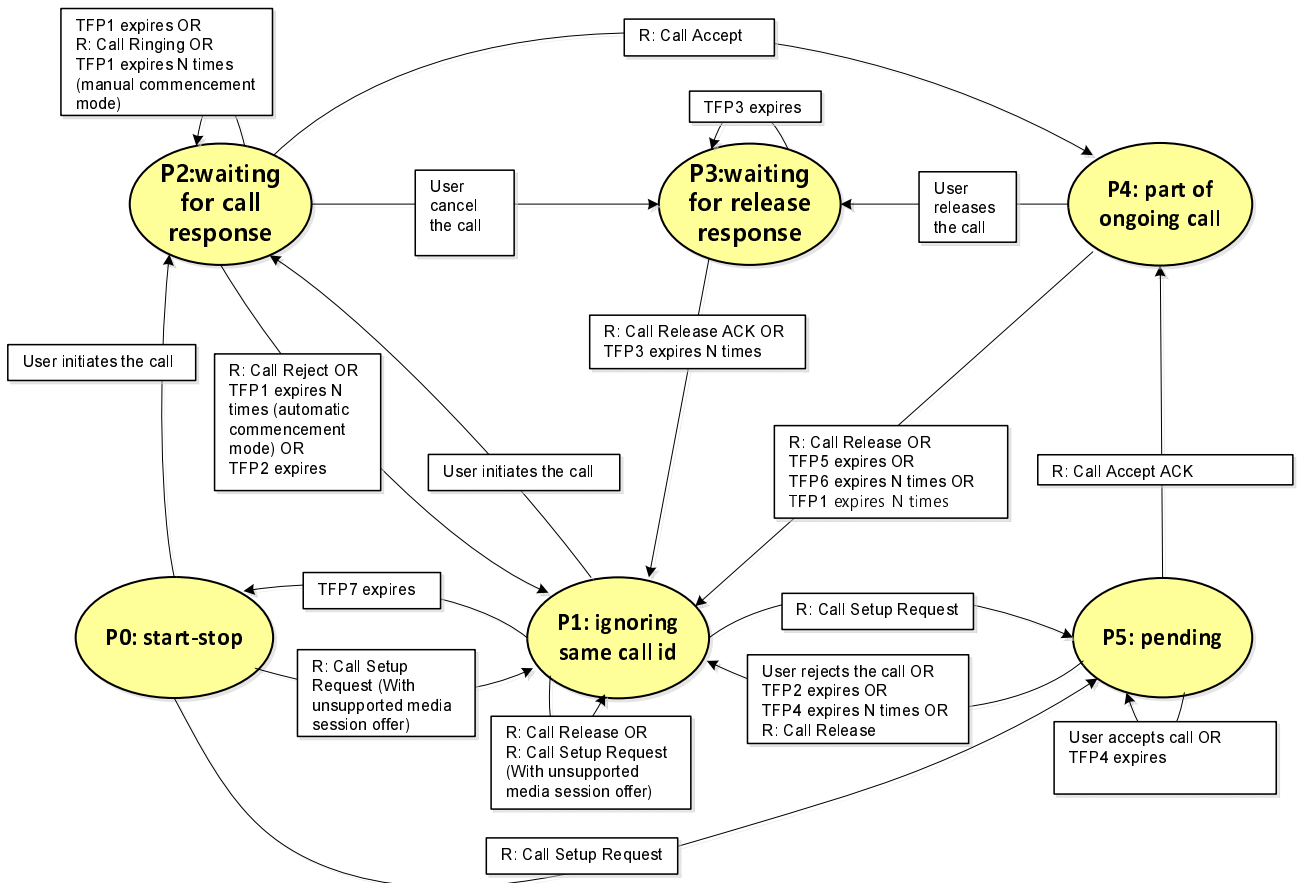 TFP1 expires OR
R: Call Ringing OR
TFP1 expires N times
(manual commencement
mode)
R: Call Accept
TFP3 expires
P2:waiting
for call
response
User
cancel
the call
P3:waiting
for release
response
User
releases
the call
P4: part of
ongoing call
User initiates the call
R: Call Reject OR
TFP1 expires N
times (automatic
commencement
mode) OR
TFP2 expires
R: Call Release ACK OR
TFP3 expires N times
User initiates the call
R: Call Release OR
TFP5 expires OR
TFP6 expires N times OR
TFP1 expires N times
R: Call Accept ACK
P0: start-stop
TFP7 expires
R: Call Setup
Request (With
unsupported media
session offer)
P1: ignoring
same call id
R: Call Setup Request
P5: pending
User rejects the call OR
TFP2 expires OR
TFP4 expires N times OR
R: Call Release
R: Call Release OR
R: Call Setup Request
(With unsupported
media session offer)
User accepts call OR
TFP4 expires
R: Call Setup Request